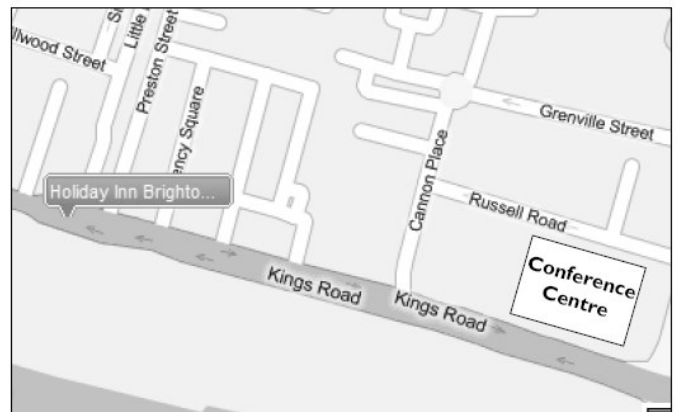 Little
Preston Street
Street
ency Square
Holiday Inn Brighto...
Grenville Street
Cannon Place
Russell Road
Conference
Centre
Kings Road
Kings Road